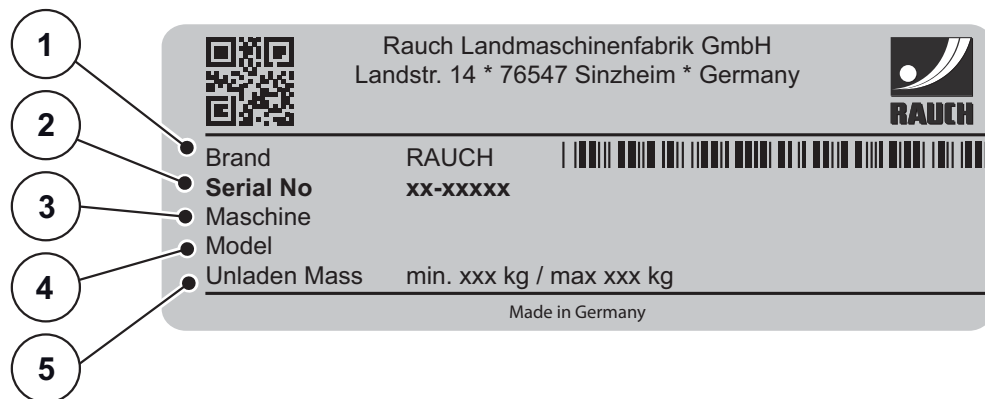 1
2
3
4
5
Rauch Landmaschinenfabrik GmbH
Landstr. 14 * 76547 Sinzheim * Germany
RAUCH
Brand RAUCH
Serial No xx-xxxxx
Maschine
Model
Unladen Mass min. xxx kg / max xxx kg
Made in Germany